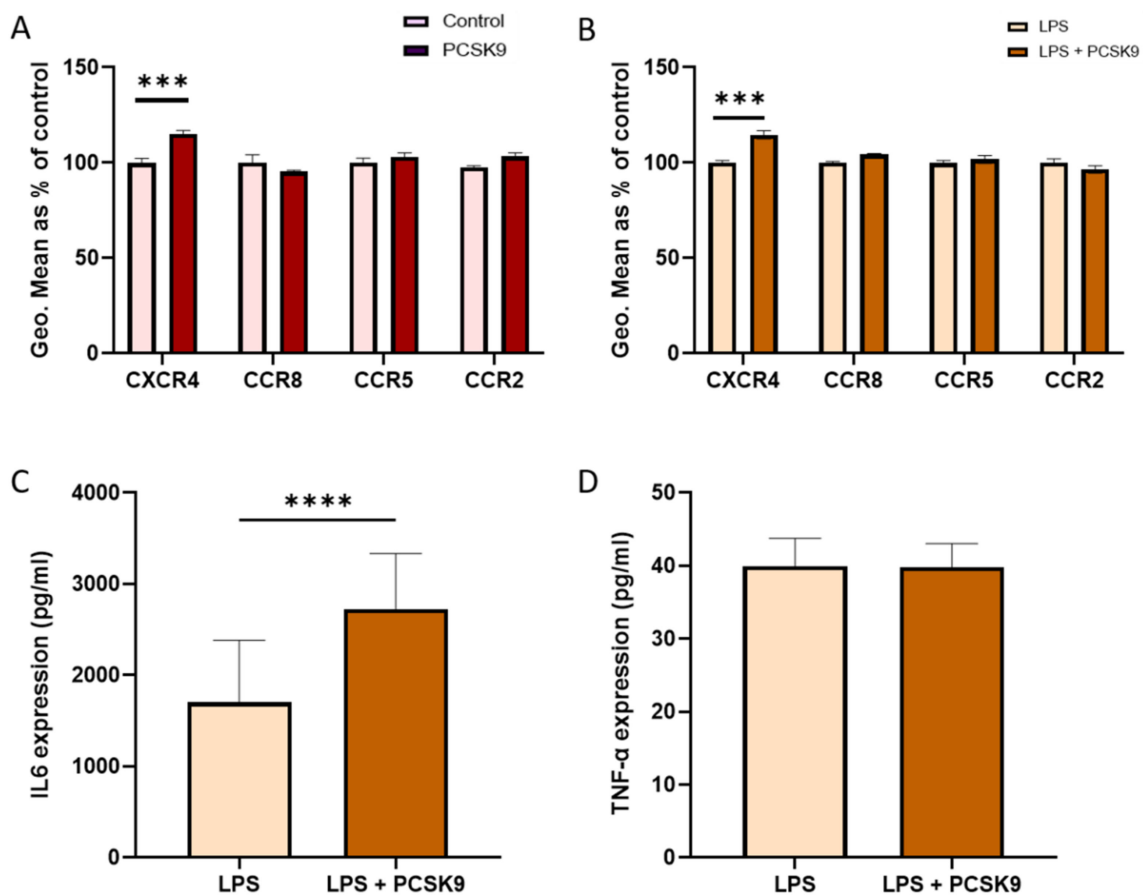 A
Control
PCSK9
Geo. Mean as % of control
150
100
50
0
***
CXCR4
CCR8
CCR5
CCR2
B
LPS
LPS + PCSK9
Geo. Mean as % of control
150
100
50
0
***
CXCR4
CCR8
CCR5
CCR2
C
IL6 expression (pg/ml)
4000
3000
2000
1000
0
****
LPS
LPS + PCSK9
D
TNF-α expression (pg/ml)
50
40
30
20
10
0
LPS
LPS + PCSK9